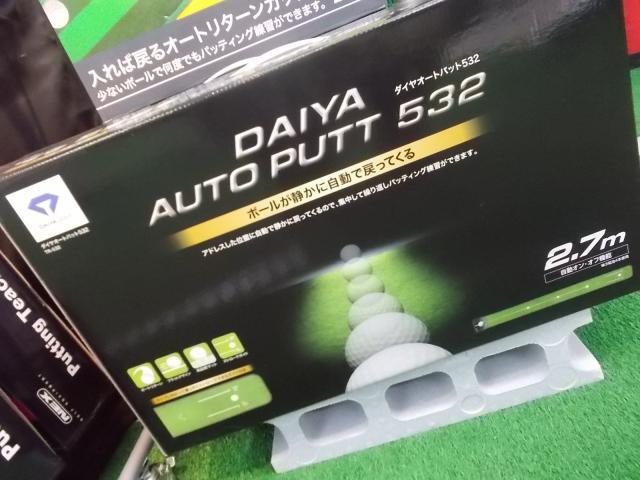 入れば戻るオートリターンカッ
少ないボールで何度でもパッティング練習ができます。
ダイヤオートパット532
DAIYA
AUTO PUTT 532
ボールが静かに自動で戻ってくる
アドレスした位置に自動で静かに戻ってくるので、集中して繰り返しパッティング練習ができます。
ダイヤオートパット532
TR-532
2.7m
自動オン・オフ機能
Putting Teach
NEX
Pu